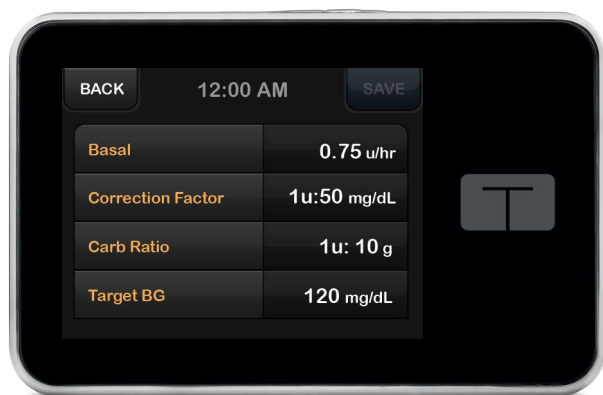 BACK 12:00 AM SAVE
Basal 0.75 u/hr
Correction Factor 1u:50 mg/dL
Carb Ratio 1u: 10 g
Target BG 120 mg/dL
T